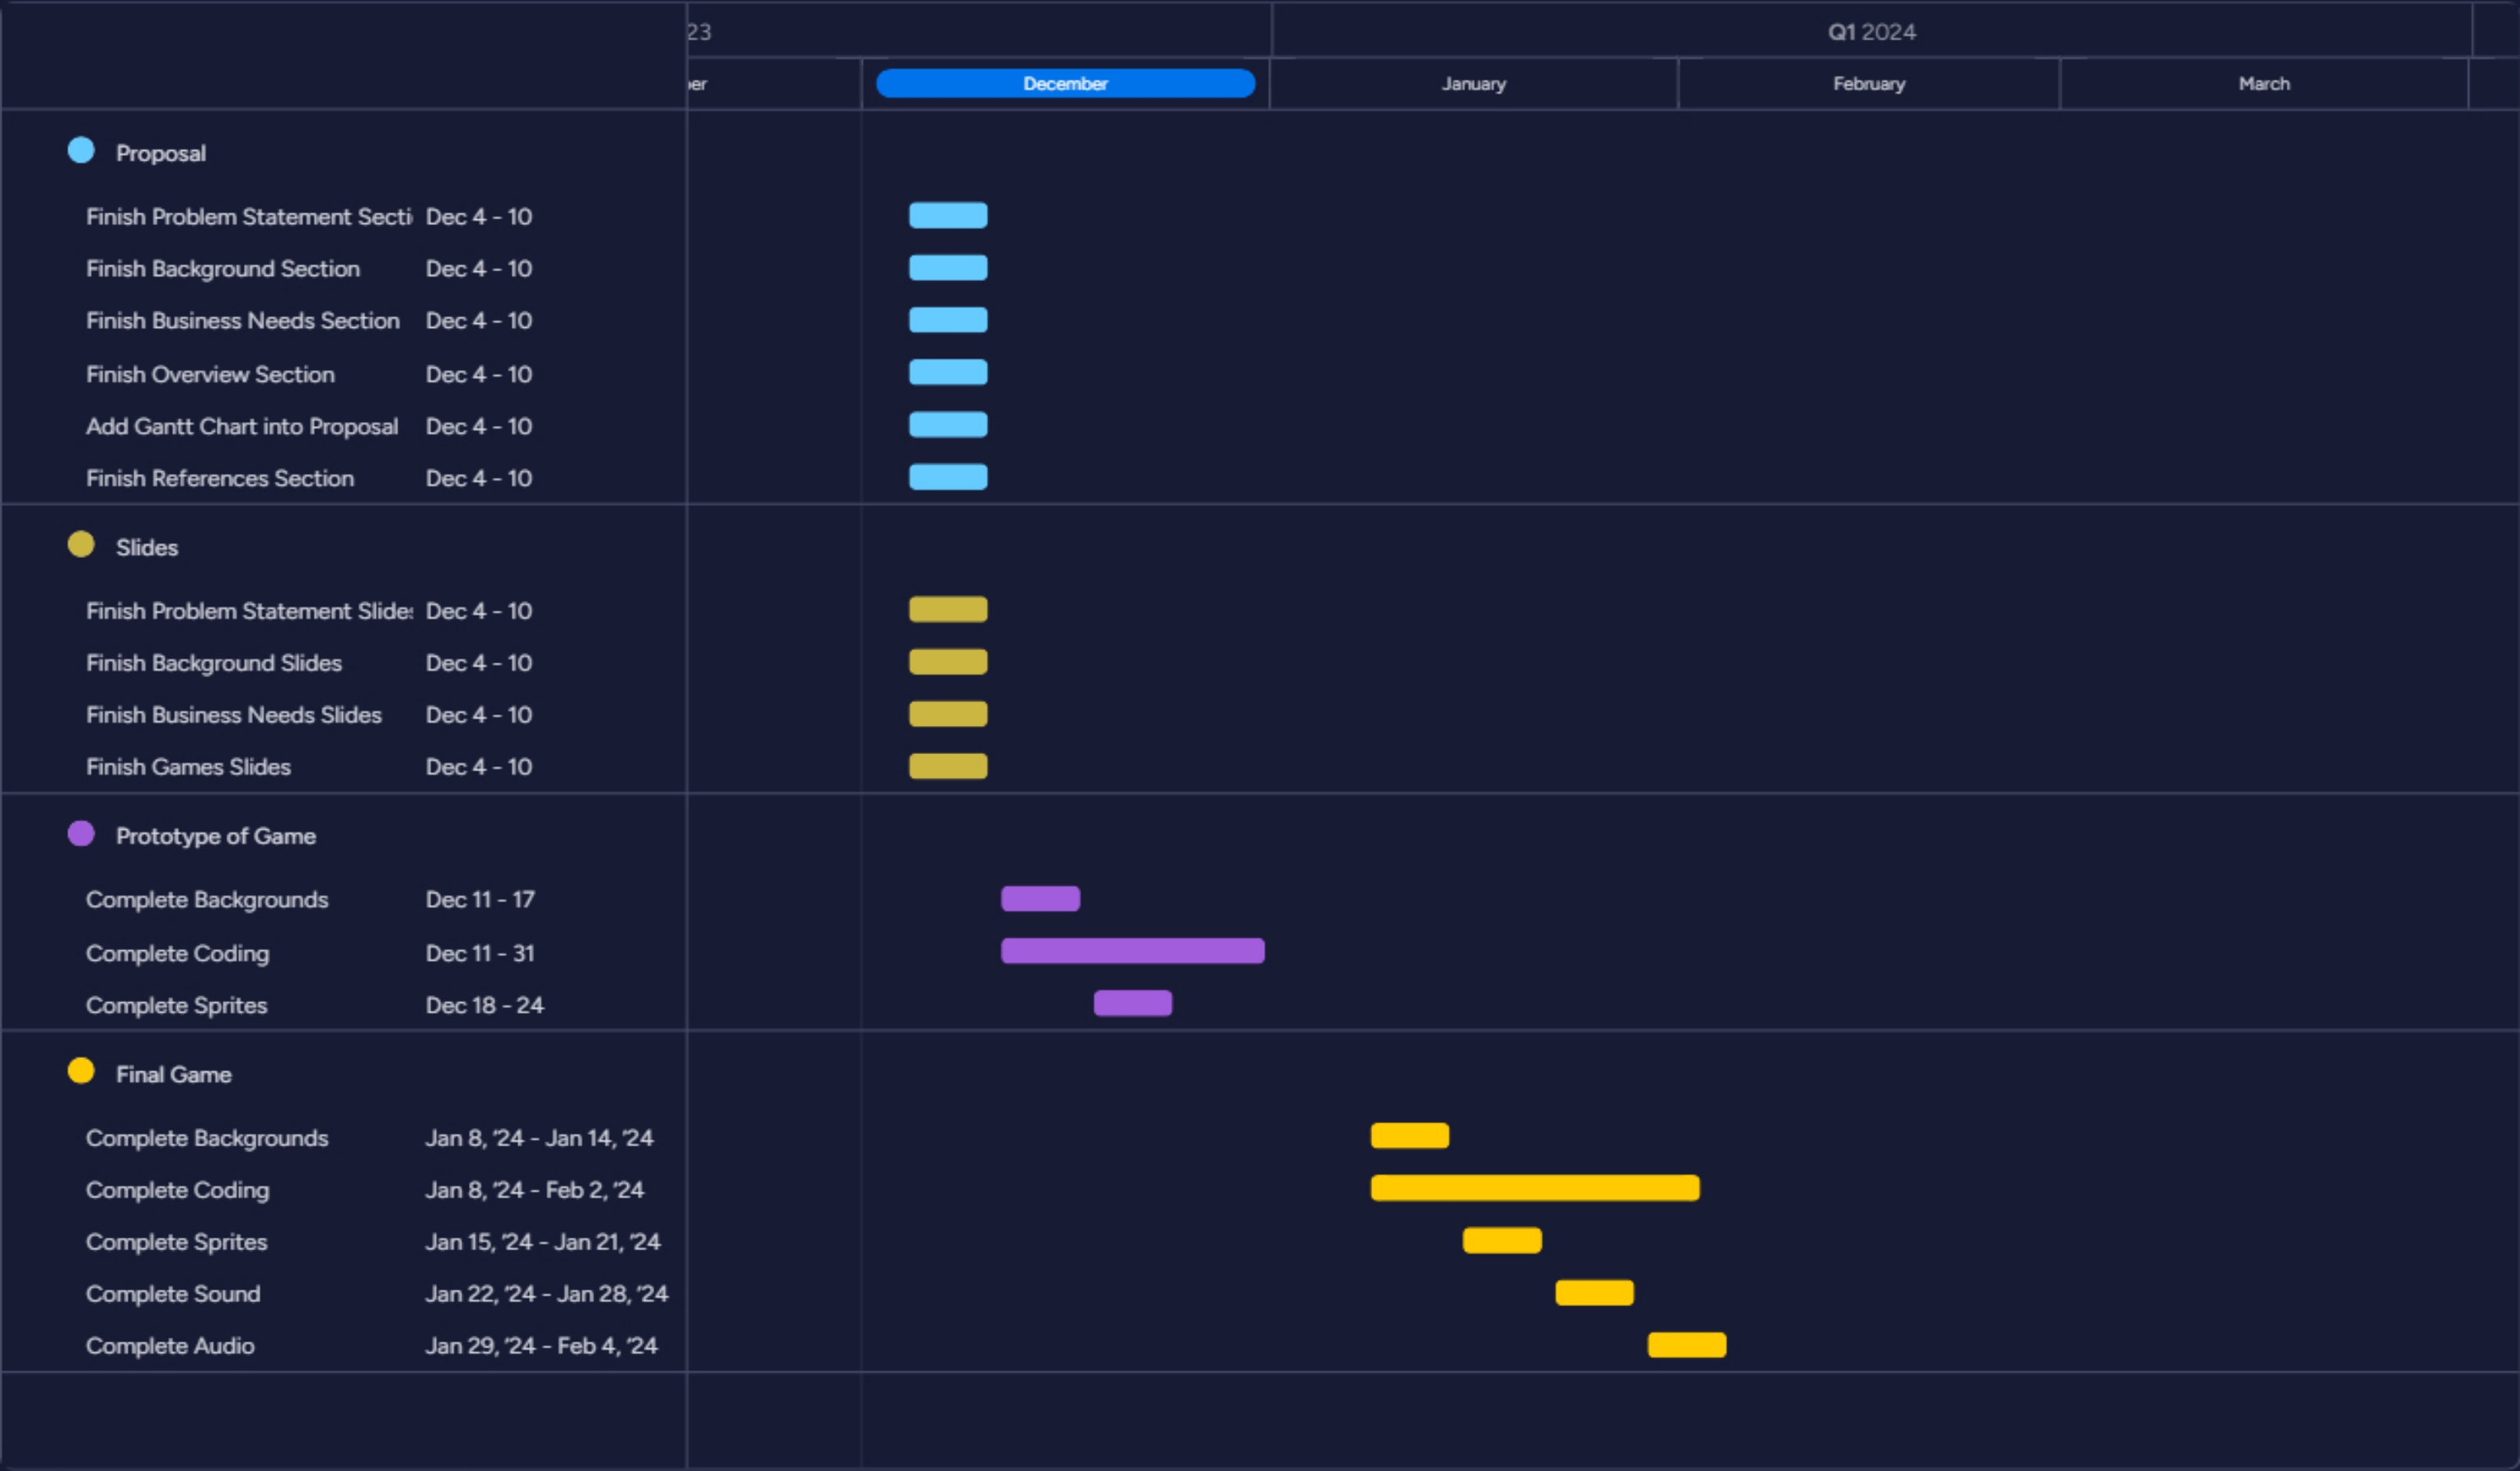 23
Q1 2024
December
January
February
March
Proposal
Finish Problem Statement Dec 4 - 10
Finish Background Section Dec 4 - 10
Finish Business Needs Section Dec 4 - 10
Finish Overview Section Dec 4 - 10
Add Gantt Chart into Proposal Dec 4 - 10
Finish References Section Dec 4 - 10
Slides
Finish Problem Statement Slides Dec 4 - 10
Finish Background Slides Dec 4 - 10
Finish Business Needs Slides Dec 4 - 10
Finish Games Slides Dec 4 - 10
Prototype of Game
Complete Backgrounds Dec 11 - 17
Complete Coding Dec 11 - 31
Complete Sprites Dec 18 - 24
Final Game
Complete Backgrounds Jan 8, '24 - Jan 14, '24
Complete Coding Jan 8, '24 - Feb 2, '24
Complete Sprites Jan 15, '24 - Jan 21, '24
Complete Sound Jan 22, '24 - Jan 28, '24
Complete Audio Jan 29, '24 - Feb 4, '24